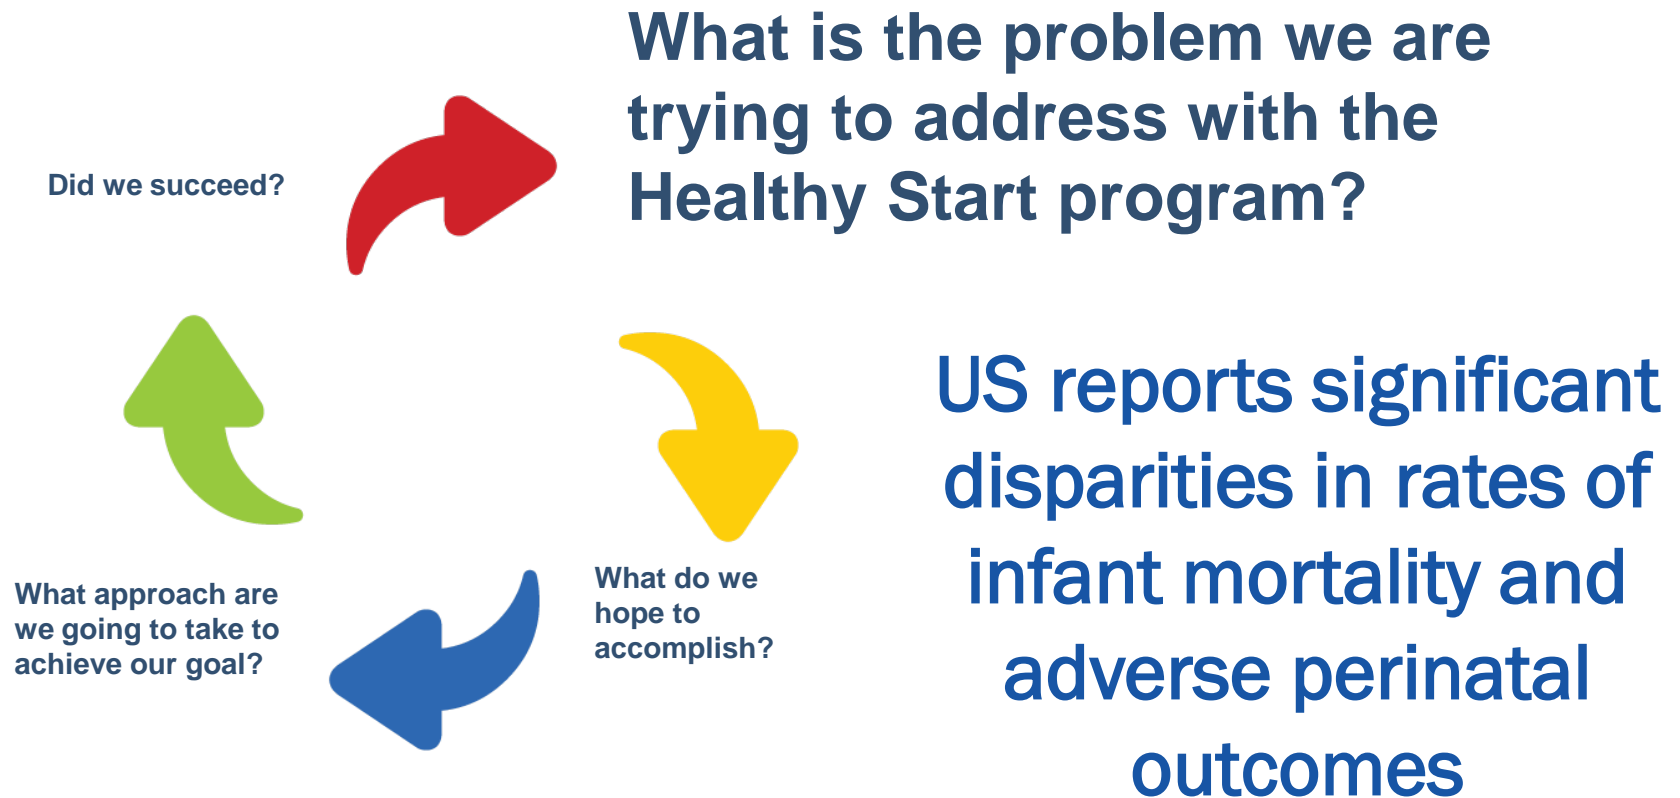 What is the problem we are
trying to address with the
Healthy Start program?
Did we succeed?
US reports significant
disparities in rates of
infant mortality and
adverse perinatal
outcomes
What do we
hope to
accomplish?
What approach are
we going to take to
achieve our goal?